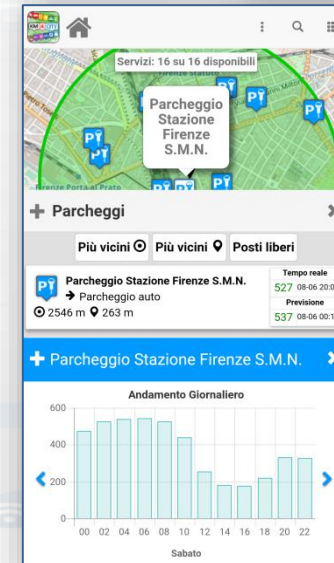 KM4CITY
Servizi: 16 su 16 disponibili
Firenze Statuto
Parcheggio
Stazione
Firenze
S.M.N.
Firenze Porta al Prato
Parcheggi
Più vicini Più vicini Posti liberi
Parcheggio Stazione Firenze S.M.N.
Parcheggio auto
2546 m 263 m
Tempo reale
527 08-06 20:0
Previsione
537 08-06 00:1
Parcheggio Stazione Firenze S.M.N.
Andamento Giornaliero
600
400
200
0
00 02 04 06 08 10 12 14 16 18 20 22
Sabato